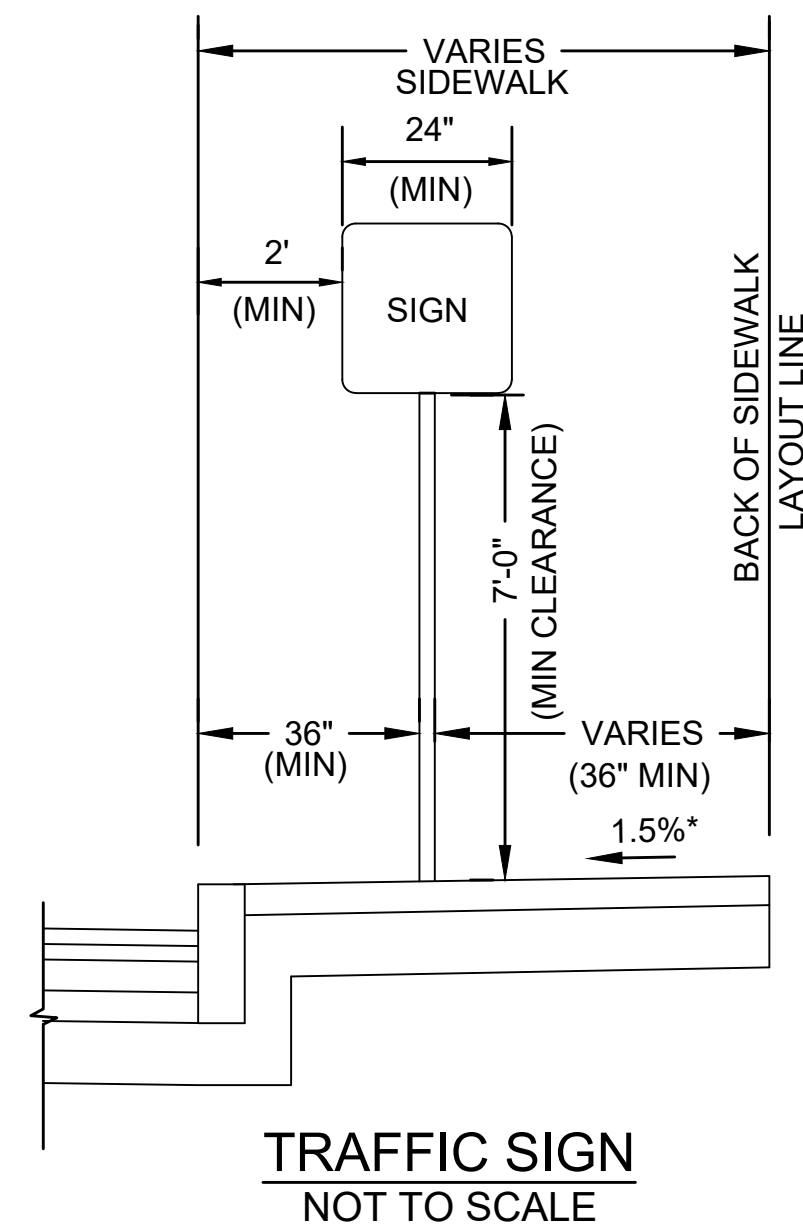 VARIES
SIDEWALK
24"
(MIN)
2'
(MIN)
SIGN
BACK OF SIDEWALK
LAYOUT LINE
7'-0"
(MIN CLEARANCE)
36"
(MIN)
VARIES
(36" MIN)
1.5%*
TRAFFIC SIGN
NOT TO SCALE